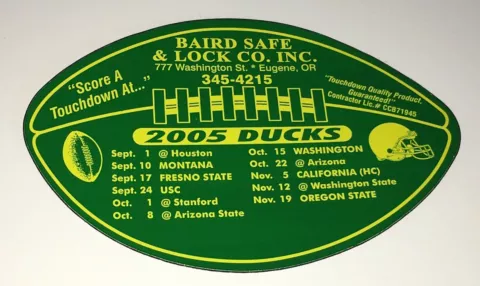 BAIRD SAFE
& LOCK CO. INC.
777 Washington St. * Eugene, OR
345-4215
"Score A
Touchdown At..."
"Touchdown Quality Product,
Guaranteed!"
Contractor Lic.# CCB71945
2005 DUCKS
Sept. 1 @ Houston
Sept. 10 MONTANA
Sept. 17 FRESNO STATE
Sept. 24 USC
Oct. 1 @ Stanford
Oct. 8 @ Arizona State
Oct. 15 WASHINGTON
Oct. 22 @ Arizona
Nov. 5 CALIFORNIA (HC)
Nov. 12 @ Washington State
Nov. 19 OREGON STATE